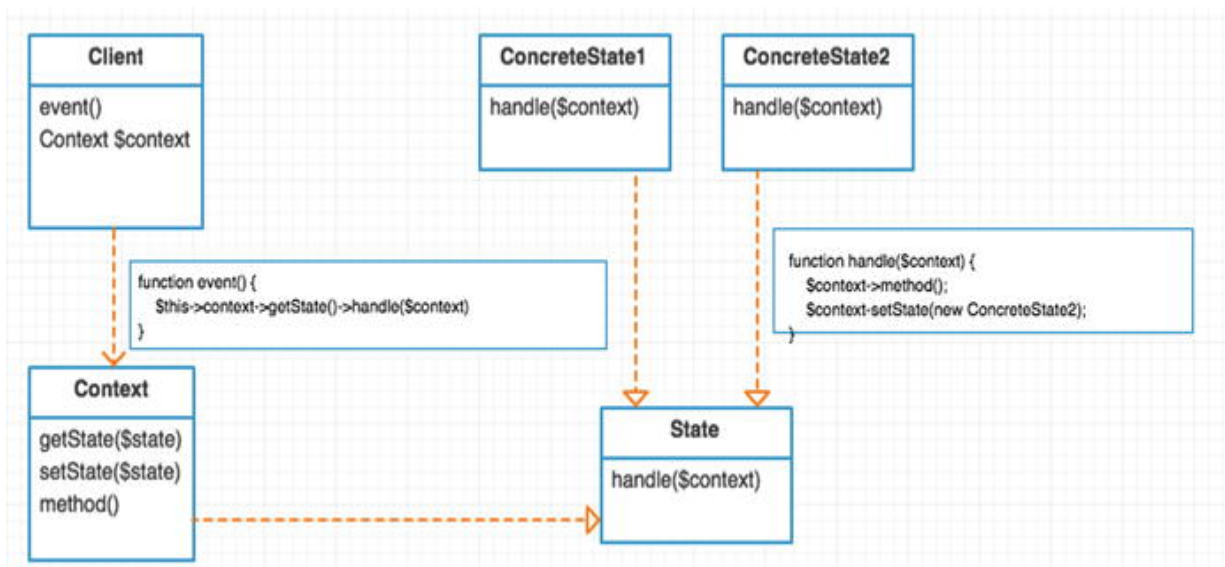 Client
event()
Context $context
ConcreteState1
handle($context)
ConcreteState2
handle($context)
function event() {
$this->context->getState()->handle($context)
}
function handle($context) {
$context->method();
$context-setState(new ConcreteState2);
}
Context
getState($state)
setState($state)
method()
State
handle($context)